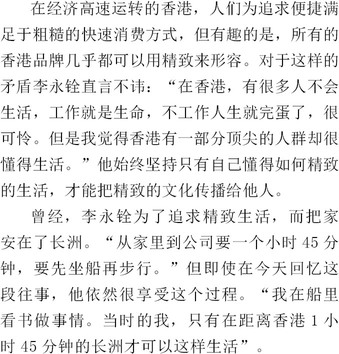 在经济高速运转的香港，人们为追求便捷满
足于粗糙的快速消费方式，但有趣的是，所有的
香港品牌几乎都可以用精致来形容。对于这样的
矛盾李永铨直言不讳：“在香港，有很多人不会
生活，工作就是生命，不工作人生就完蛋了，很
可怜。但是我觉得香港有一部分顶尖的人群却很
懂得生活。”他始终坚持只有自己懂得如何精致
的生活，才能把精致的文化传播给他人。
曾经，李永铨为了追求精致生活，而把家
安在了长洲。“从家里到公司要一个小时 45 分
钟，要先坐船再步行。”但即使在今天回忆这
段往事，他依然很享受这个过程。“我在船里
看书做事情。当时的我，只有在距离香港 1 小
时 45 分钟的长洲才可以这样生活”。